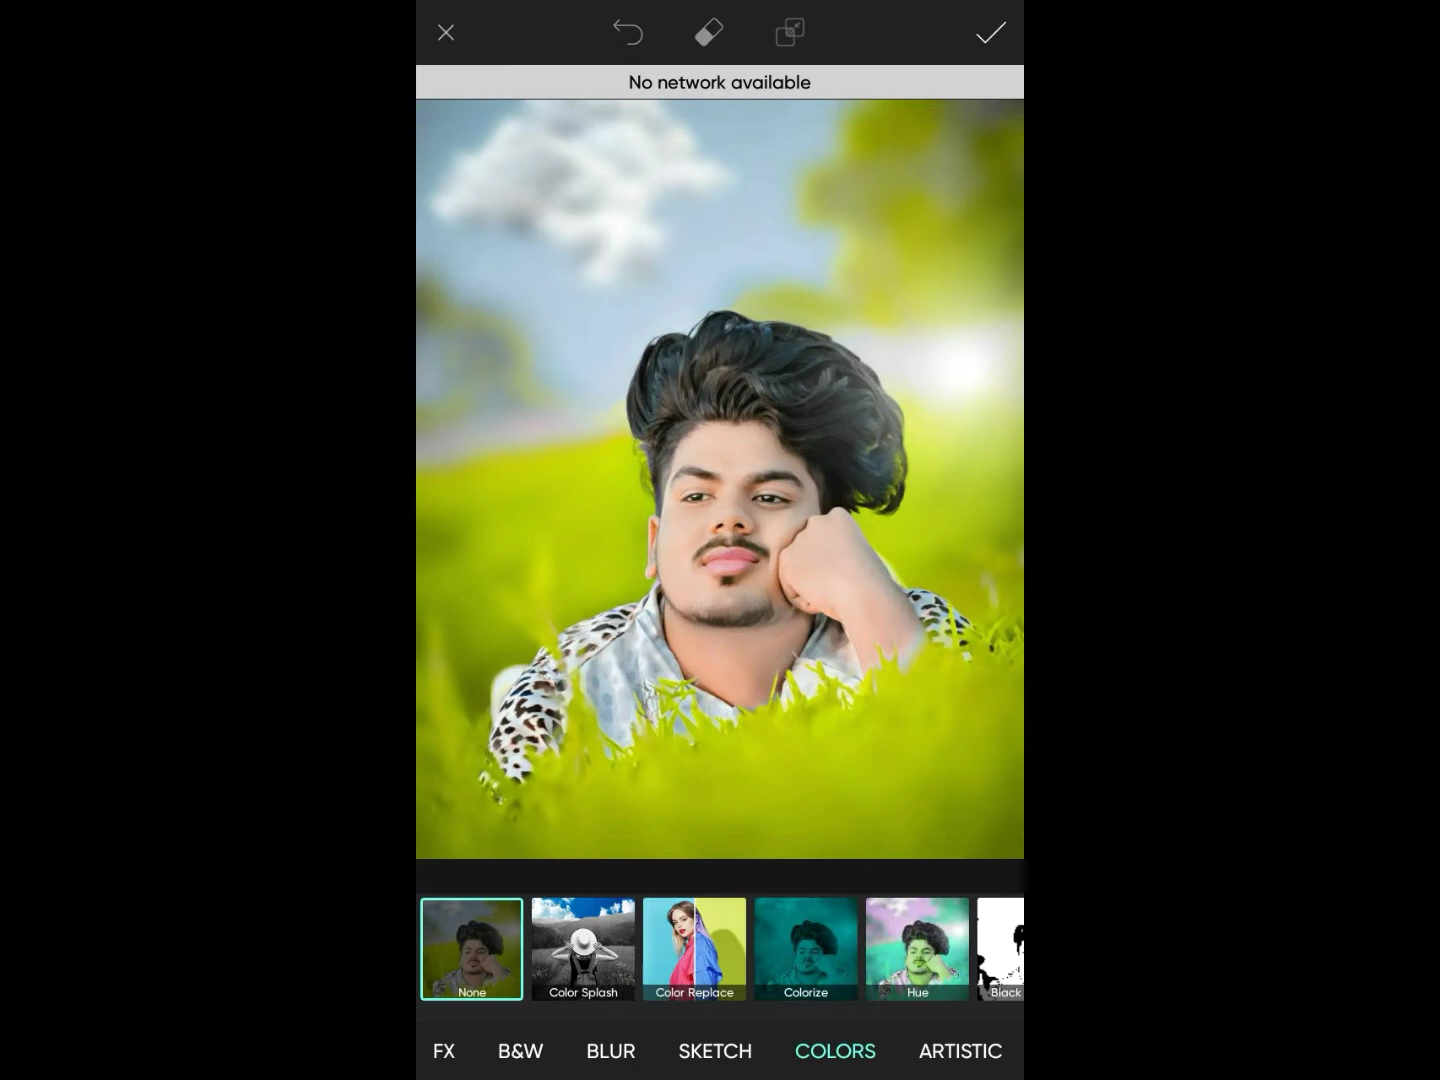 No network available
None
Color Splash
Color Replace
Colorize
Hue
Black
FX
B&W
BLUR
SKETCH
COLORS
ARTISTIC